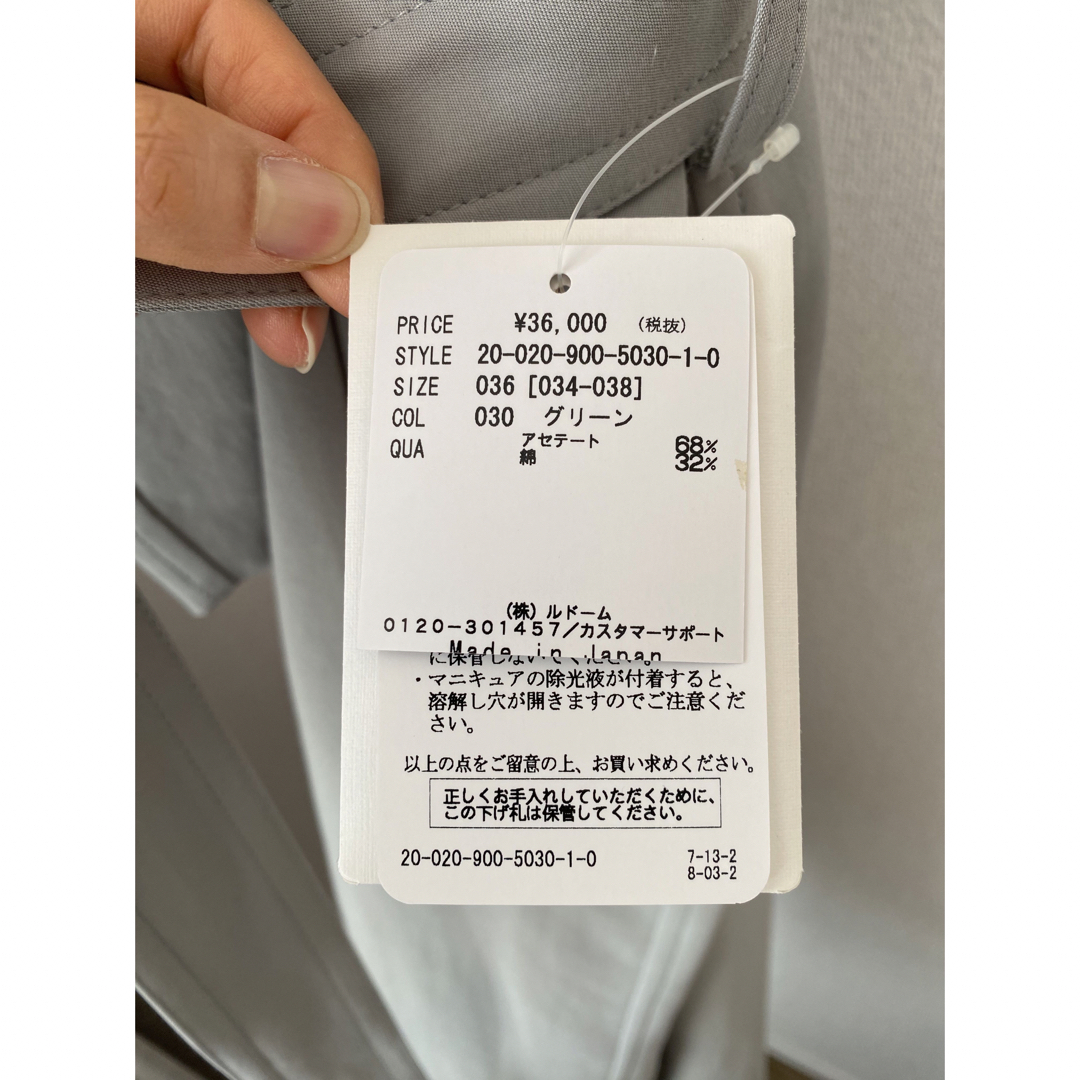 PRICE ¥36,000 (税抜)
STYLE 20-020-900-5030-1-0
SIZE 036 [034-038]
COL 030 グリーン
QUA アセテート 68%
綿 32%
(株) ルドーム
0120-301457/カスタマーサポート
Made in Japan
・マニキュアの除光液が付着すると、
溶解し穴が開きますのでご注意くだ
さい。
以上の点をご留意の上、お買い求めください。
正しくお手入れしていただくために、
この下げ札は保管してください。
20-020-900-5030-1-0 7-13-2
8-03-2